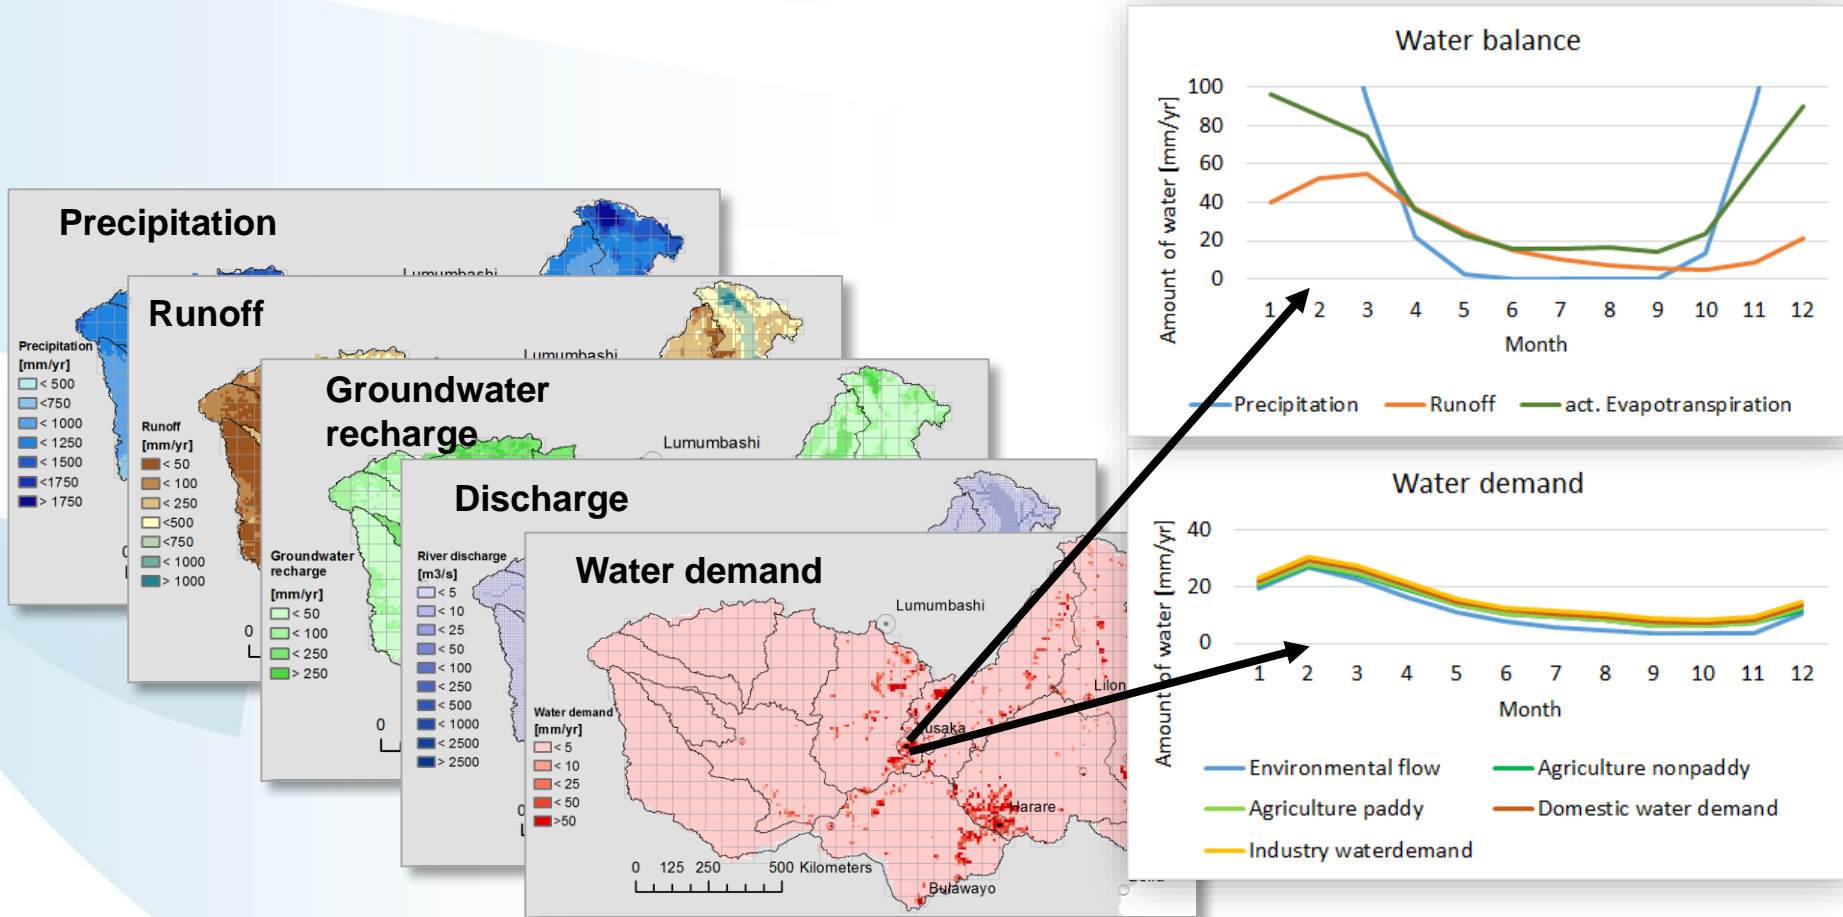 Precipitation
Lumumbashi
Precipitation
[mm/yr]
< 500
<750
< 1000
< 1250
< 1500
<1750
> 1750
Runoff
Lumumbashi
Runoff
[mm/yr]
< 50
< 100
< 250
<500
<750
< 1000
> 1000
0
Groundwater
recharge
Lumumbashi
Groundwater
recharge
[mm/yr]
< 50
< 100
< 250
> 250
0
Discharge
River discharge
[m3/s]
< 5
< 10
< 25
< 50
< 100
< 250
< 500
< 1000
< 2500
> 2500
Water demand
Lumumbashi
Lilon
usaka
Harare
Bulawayo
Water demand
[mm/yr]
< 5
< 10
< 25
< 50
>50
0 125 250 500 Kilometers
Water balance
Amount of water [mm/yr]
100
80
60
40
20
0
1 2 3 4 5 6 7 8 9 10 11 12
Month
Precipitation Runoff act. Evapotranspiration
Water demand
Amount of water [mm/yr]
40
20
0
1 2 3 4 5 6 7 8 9 10 11 12
Month
Environmental flow Agriculture nonpaddy
Agriculture paddy Domestic water demand
Industry waterdemand